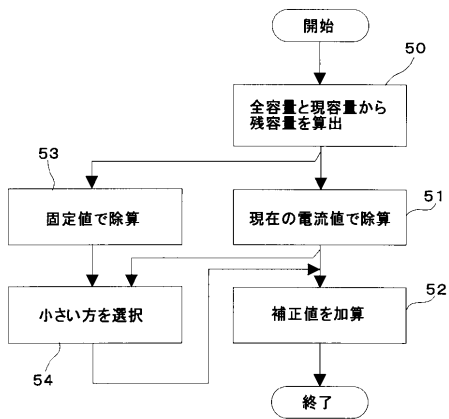 開始
50
全容量と現容量から
残容量を算出
53
固定値で除算
現在の電流値で除算
51
小さい方を選択
54
補正値を加算
52
終了